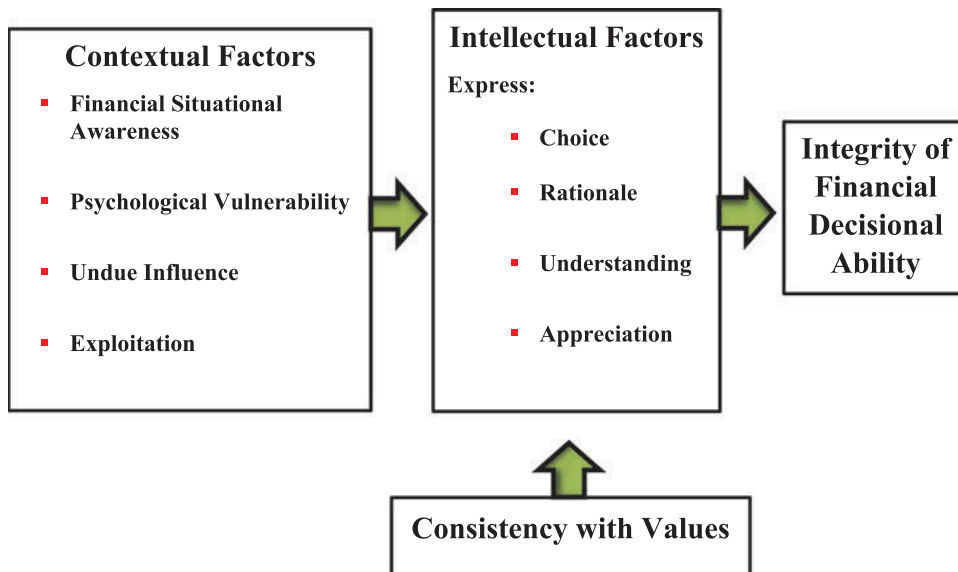 Contextual Factors
Financial Situational
Awareness
Psychological Vulnerability
Undue Influence
Exploitation
Intellectual Factors
Express:
Choice
Rationale
Understanding
Appreciation
Integrity of
Financial
Decisional
Ability
Consistency with Values